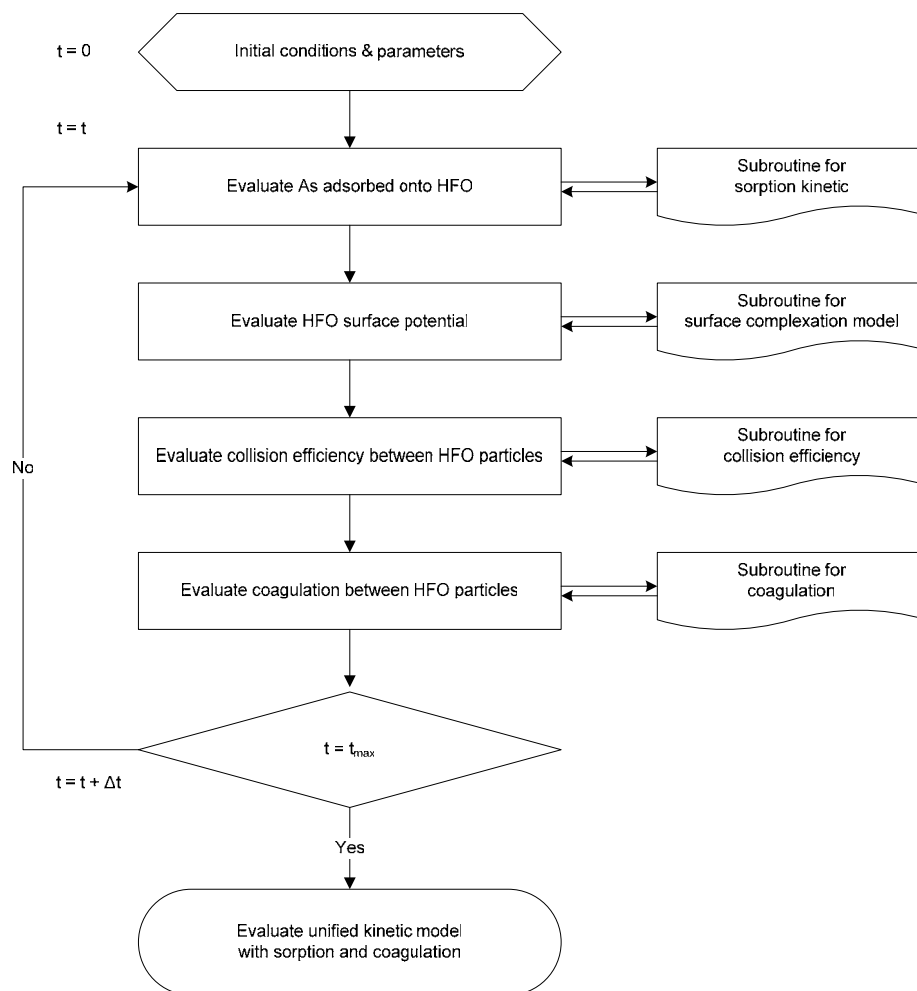 t = 0
Initial conditions & parameters
t = t
Evaluate As adsorbed onto HFO
Subroutine for
sorption kinetic
Evaluate HFO surface potential
Subroutine for
surface complexation model
Evaluate collision efficiency between HFO particles
Subroutine for
collision efficiency
No
Evaluate coagulation between HFO particles
Subroutine for
coagulation
t = tmax
t = t + Δt
Yes
Evaluate unified kinetic model
with sorption and coagulation